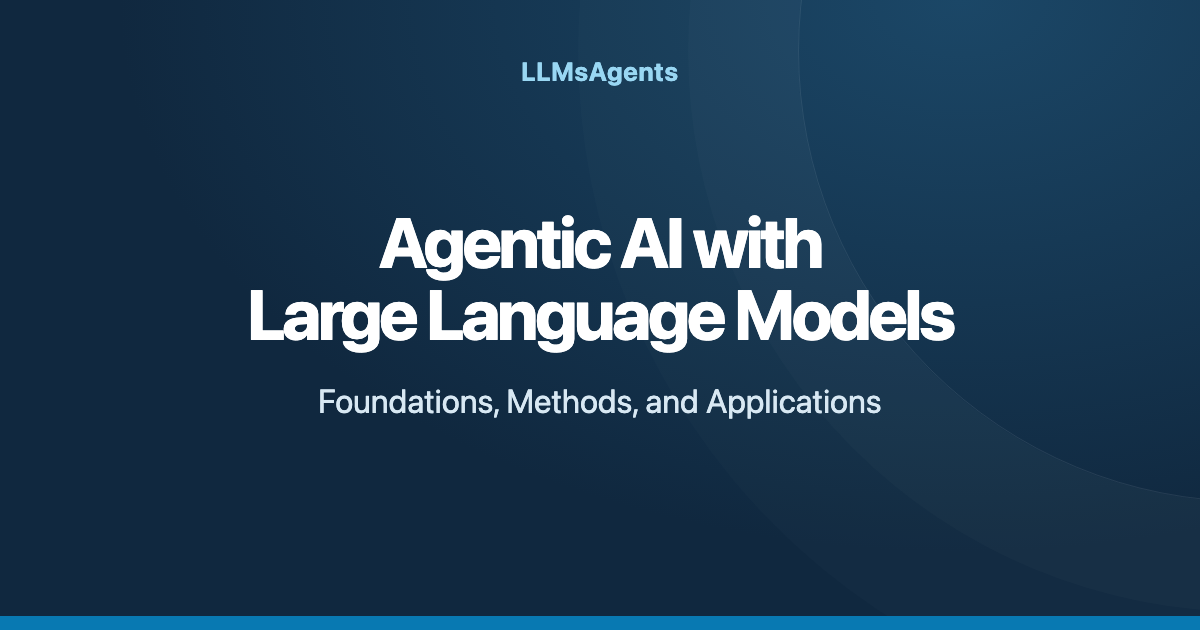 LLMsAgents
Agentic AI with
Large Language Models
Foundations, Methods, and Applications